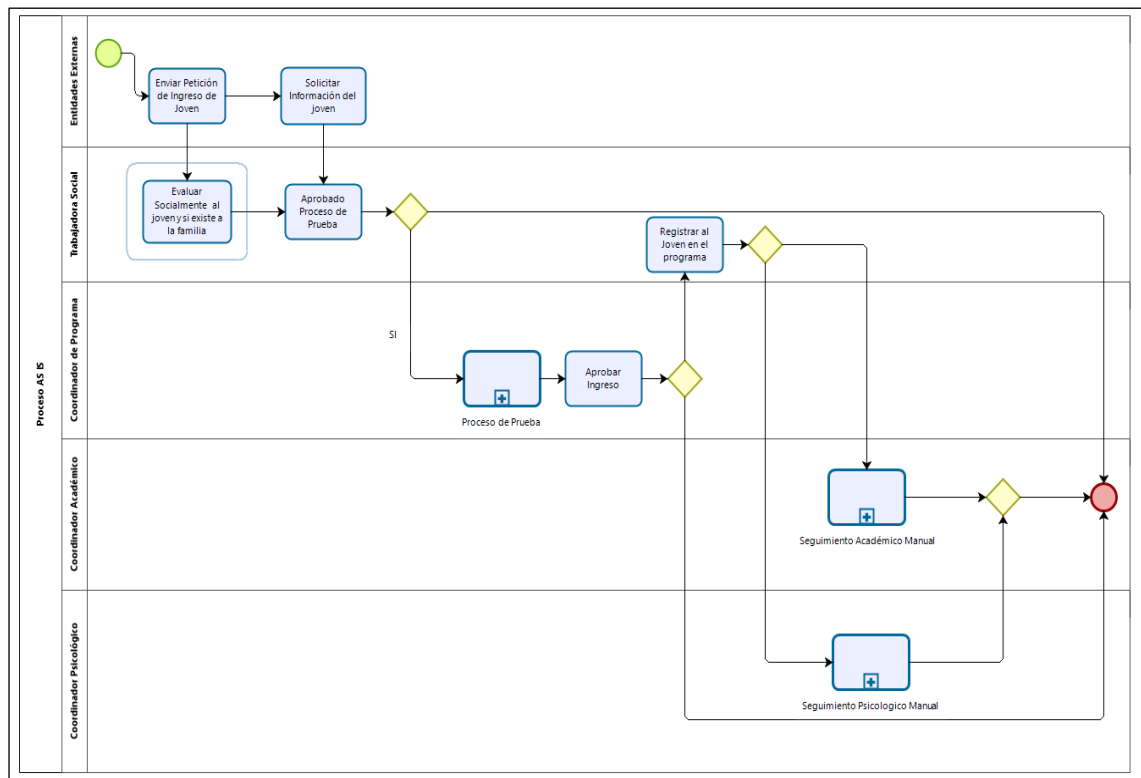 Proceso AS IS
Entidades Externas
Enviar Petición
de Ingreso de
Joven
Solicitar
Información del
joven
Trabajadora Social
Evaluar
Socialmente al
joven y si existe a
la familia
Aprobado
Proceso de
Prueba
Registrar al
Joven en el
programa
Coordinador de Programa
SI
Proceso de Prueba
Aprobar
Ingreso
Coordinador Académico
Seguimiento Académico Manual
Coordinador Psicológico
Seguimiento Psicologico Manual